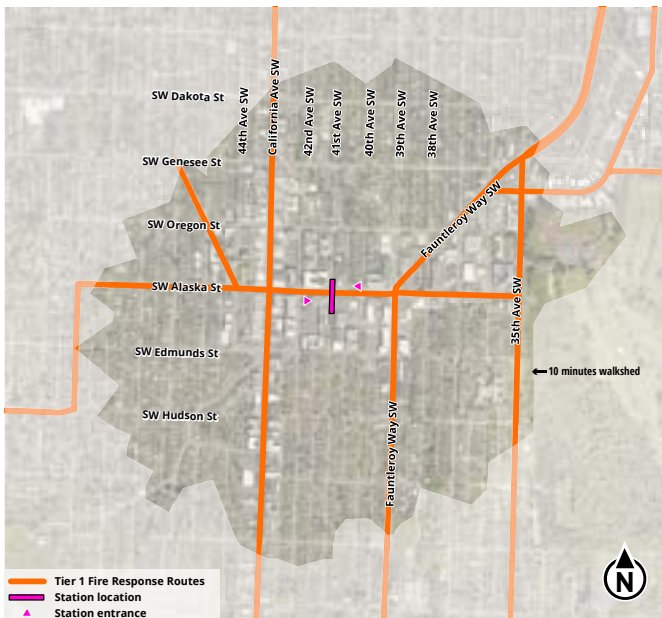 SW Dakota St
44th Ave SW
California Ave SW
42nd Ave SW
41st Ave SW
40th Ave SW
39th Ave SW
38th Ave SW
SW Genesee St
Fauntleroy Way SW
SW Oregon St
SW Alaska St
35th Ave SW
SW Edmunds St
10 minutes walkshed
SW Hudson St
Fauntleroy Way SW
Tier 1 Fire Response Routes
Station location
Station entrance
N